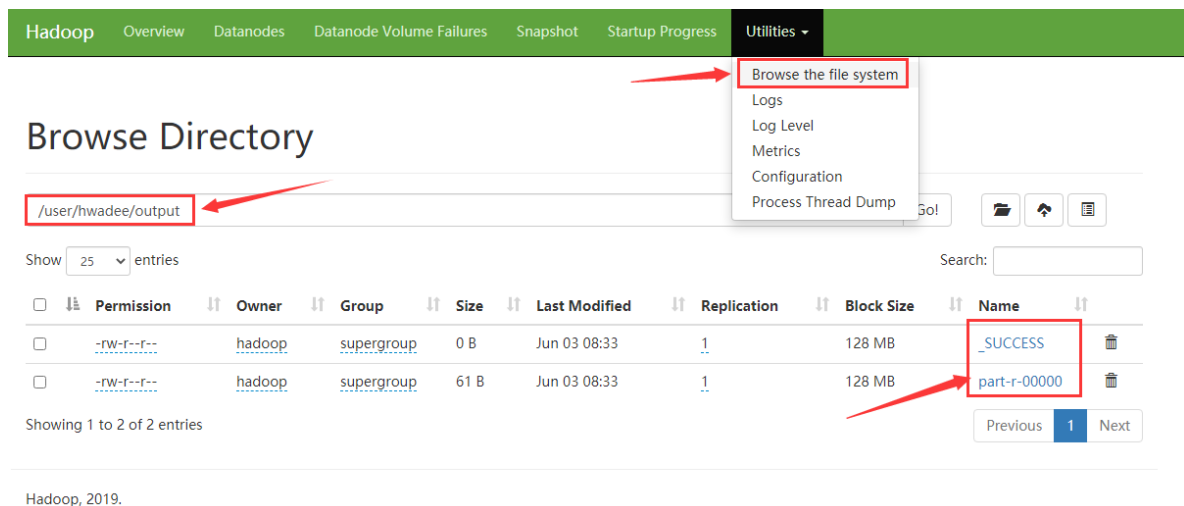 Hadoop Overview Datanodes Datanode Volume Failures Snapshot Startup Progress Utilities
Browse the file system
Logs
Log Level
Metrics
Configuration
Process Thread Dump
Browse Directory
/user/hwadee/output Go!
Show 25 entries Search:
Permission Owner Group Size Last Modified Replication Block Size Name
-rw-r--r-- hadoop supergroup 0 B Jun 03 08:33 1 128 MB _SUCCESS
-rw-r--r-- hadoop supergroup 61 B Jun 03 08:33 1 128 MB part-r-00000
Showing 1 to 2 of 2 entries Previous 1 Next
Hadoop, 2019.